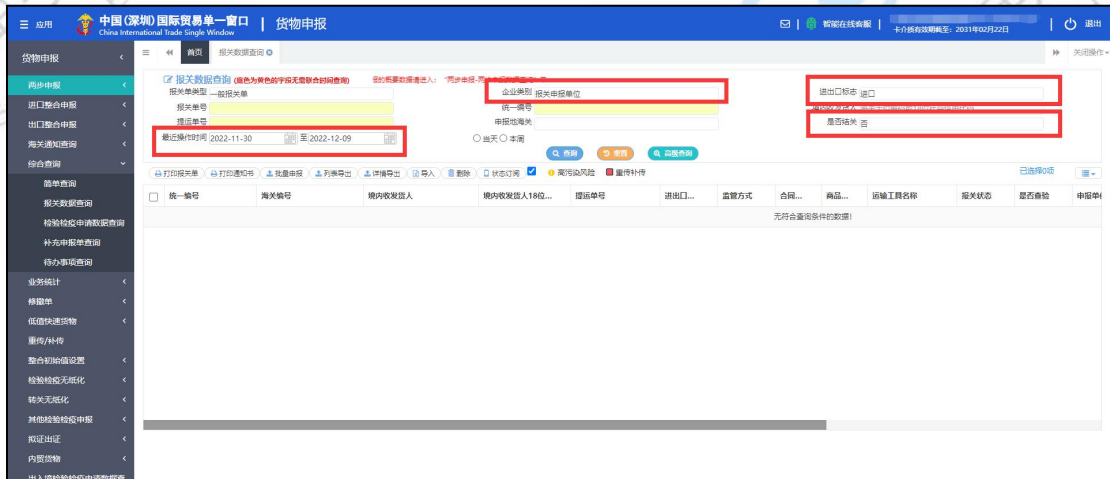 应用
中国(深圳)国际贸易单一窗口 | 货物申报
China International Trade Single Window
智能在线客服
卡介质有效期截至：2031年02月22日
退出
货物申报
首页
报关数据查询
关闭操作
两步申报
进口整合申报
出口整合申报
海关通知查询
综合查询
简单查询
报关数据查询
检验检疫申请数据查询
补充申报单查询
待办事项查询
业务统计
修撤单
低值快速货物
重传/补传
整合初始值设置
检验检疫无纸化
转关无纸化
其他检验检疫申报
拟证出证
内贸货物
报关数据查询 (底色为黄色的字段无需联合时间查询)
报关单类型 一般报关单
企业类别 报关申报单位
进出口标志 进口
报关单号
统一编号
提运单号
申报地海关
是否结关 否
最近操作时间 2022-11-30 至 2022-12-09
当天 本周
查询 重置 高级查询
打印报关单 打印通知书 批量申报 列表导出 详情导出 导入 删除 状态订阅 高污染风险 重传补传
已选择0项
统一编号 海关编号 境内收发货人 境内收发货人18位... 提运单号 进出口... 监管方式 合同... 商品... 运输工具名称 报关状态 是否查验 申报单
无符合查询条件的数据!